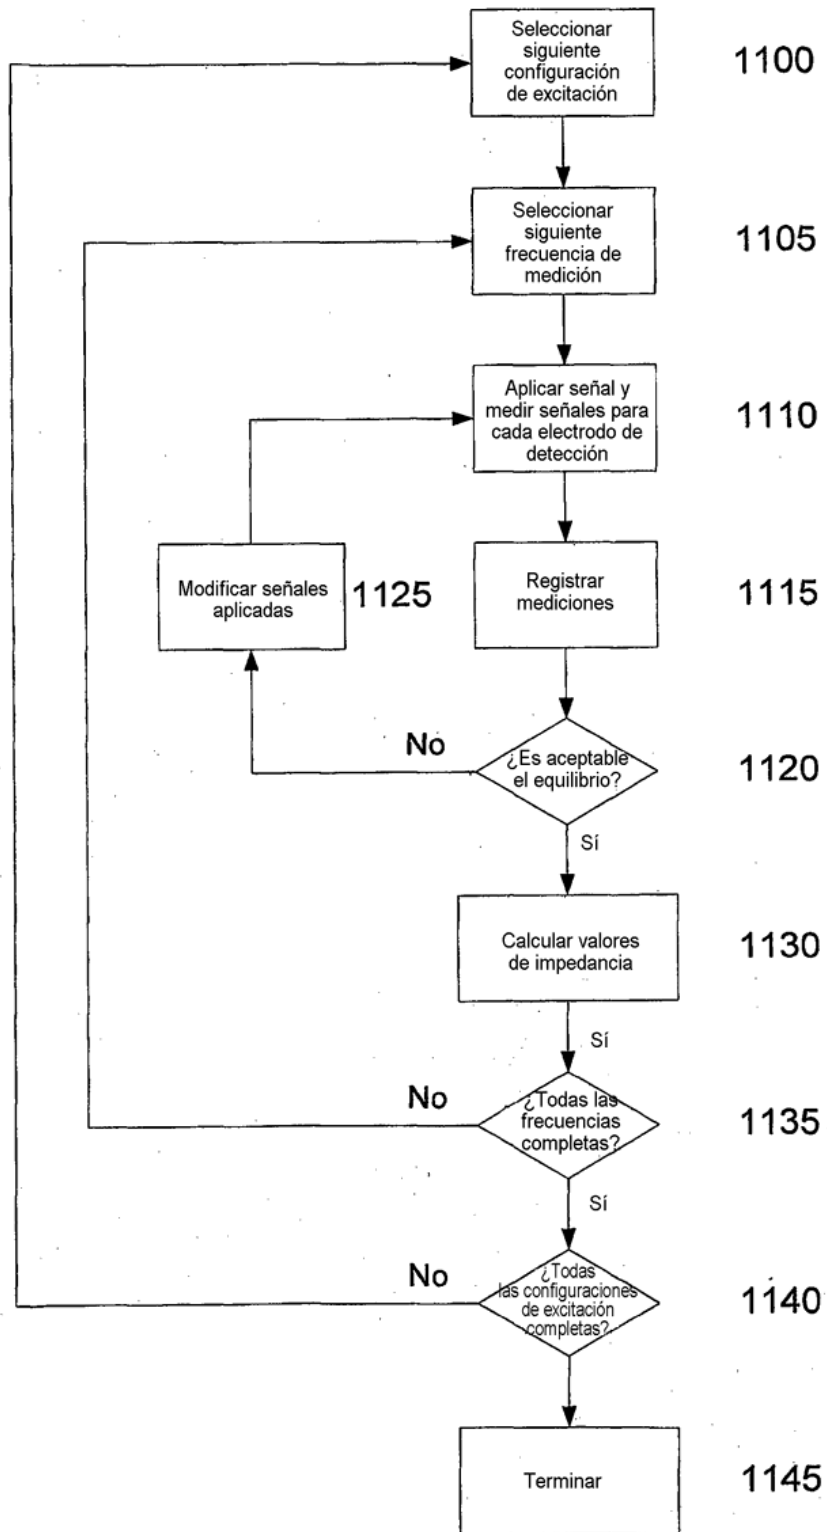 Seleccionar
siguiente
configuración
de excitación
1100
Seleccionar
siguiente
frecuencia de
medición
1105
Aplicar señal y
medir señales para
cada electrodo de
detección
1110
Modificar señales
aplicadas
1125
Registrar
mediciones
1115
No
¿Es aceptable
el equilibrio?
1120
Sí
Calcular valores
de impedancia
1130
Sí
No
¿Todas las
frecuencias
completas?
1135
Sí
No
¿Todas
las configuraciones
de excitación
completas?
1140
Terminar
1145